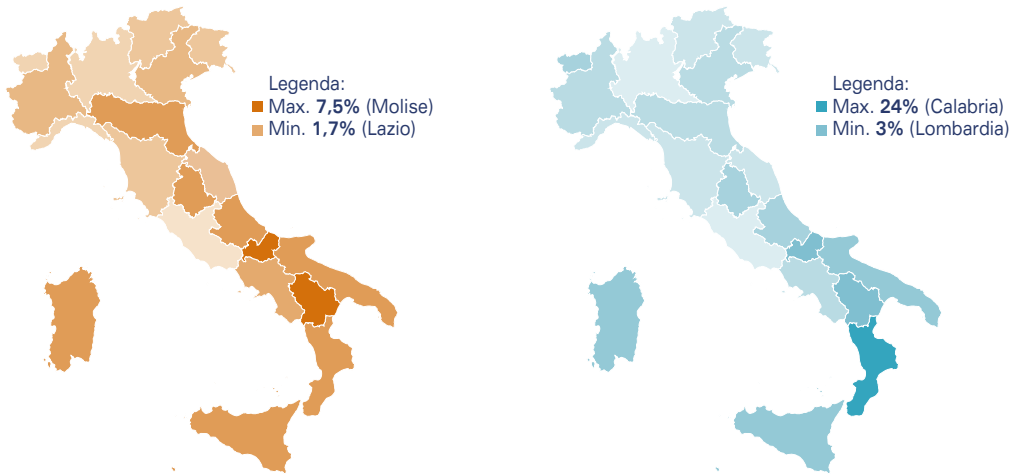 Legenda:
Max. 7,5% (Molise)
Min. 1,7% (Lazio)
Legenda:
Max. 24% (Calabria)
Min. 3% (Lombardia)